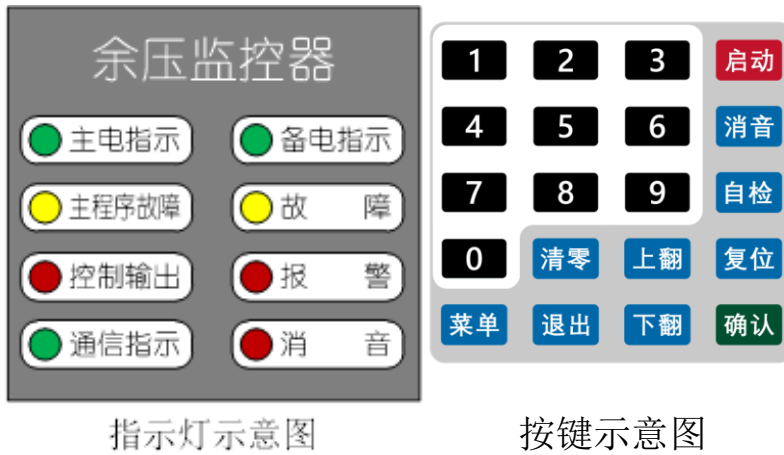 余压监控器
主电指示 备电指示
主程序故障 故 障
控制输出 报 警
通信指示 消 音
指示灯示意图
1 2 3 启动
4 5 6 消音
7 8 9 自检
0 清零 上翻 复位
菜单 退出 下翻 确认
按键示意图